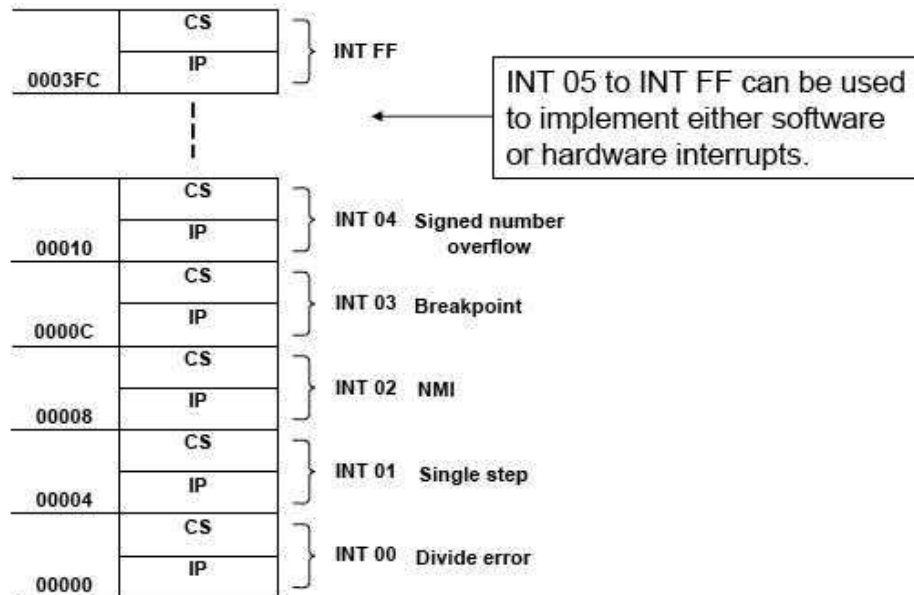 CS
INT FF
IP
0003FC
INT 05 to INT FF can be used
to implement either software
or hardware interrupts.
CS
INT 04 Signed number
overflow
IP
00010
CS
INT 03 Breakpoint
IP
0000C
CS
INT 02 NMI
IP
00008
CS
INT 01 Single step
IP
00004
CS
INT 00 Divide error
IP
00000